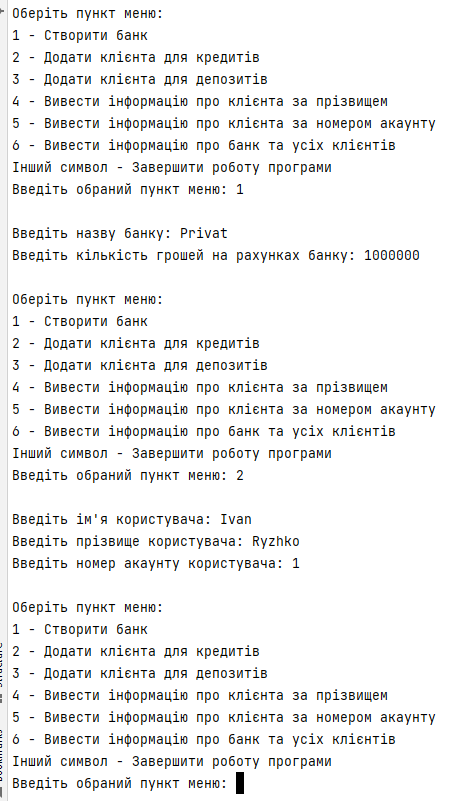 Оберіть пункт меню:
1 - Створити банк
2 - Додати клієнта для кредитів
3 - Додати клієнта для депозитів
4 - Вивести інформацію про клієнта за прізвищем
5 - Вивести інформацію про клієнта за номером акаунту
6 - Вивести інформацію про банк та усіх клієнтів
Інший символ - Завершити роботу програми
Введіть обраний пункт меню: 1
Введіть назву банку: Privat
Введіть кількість грошей на рахунках банку: 1000000
Оберіть пункт меню:
1 - Створити банк
2 - Додати клієнта для кредитів
3 - Додати клієнта для депозитів
4 - Вивести інформацію про клієнта за прізвищем
5 - Вивести інформацію про клієнта за номером акаунту
6 - Вивести інформацію про банк та усіх клієнтів
Інший символ - Завершити роботу програми
Введіть обраний пункт меню: 2
Введіть ім'я користувача: Ivan
Введіть прізвище користувача: Ryzhko
Введіть номер акаунту користувача: 1
Оберіть пункт меню:
1 - Створити банк
2 - Додати клієнта для кредитів
3 - Додати клієнта для депозитів
4 - Вивести інформацію про клієнта за прізвищем
5 - Вивести інформацію про клієнта за номером акаунту
6 - Вивести інформацію про банк та усіх клієнтів
Інший символ - Завершити роботу програми
Введіть обраний пункт меню: